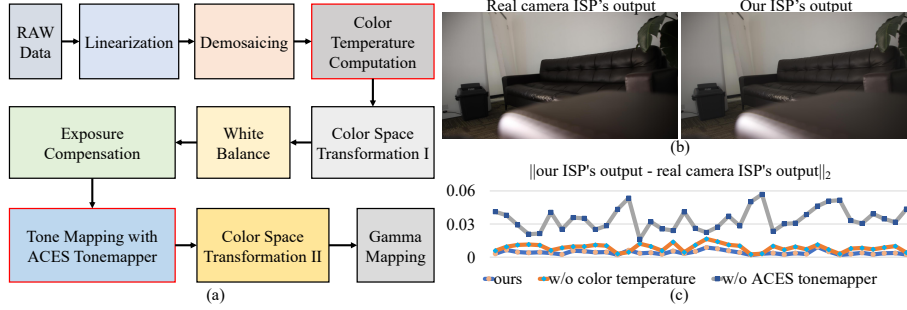 RAW
Data
Linearization
Demosaicing
Color
Temperature
Computation
Exposure
Compensation
White
Balance
Color Space
Transformation I
Tone Mapping with
ACES Tonemapper
Color Space
Transformation II
Gamma
Mapping
(a)
Real camera ISP's output
Our ISP's output
(b)
||our ISP's output - real camera ISP's output||₂
0.06
0.03
0
ours
w/o color temperature
w/o ACES tonemapper
(c)